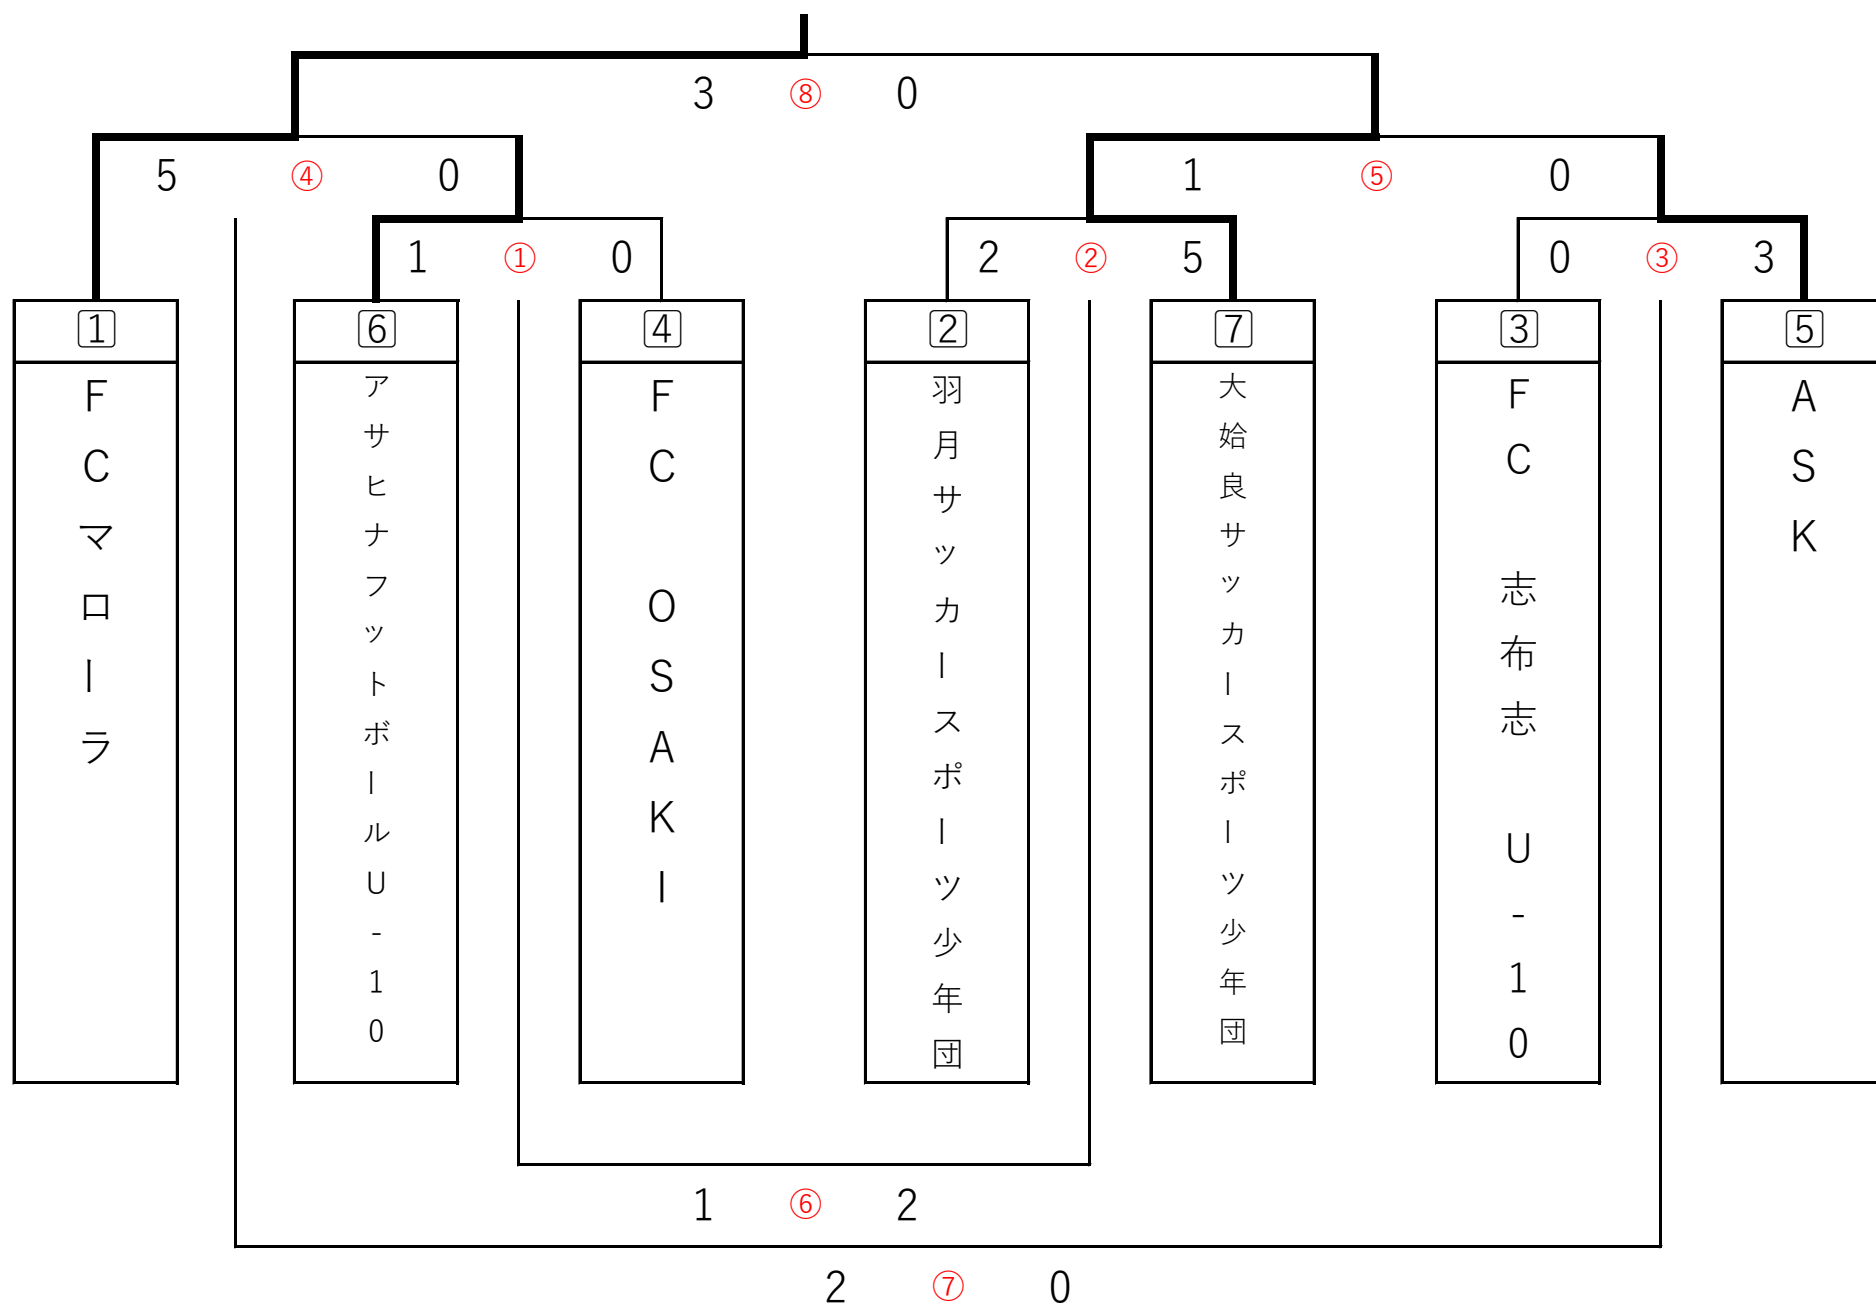 3 ⑧ 0
5 ④ 0 1 ⑤ 0
1 ① 0 2 ② 5 0 ③ 3
1 6 4 2 7 3 5
FCマローラ
アサヒナフットボールU-10
FC OSAKI
羽月サッカースポーツ少年団
大姶良サッカースポーツ少年団
FC 志布志 U-10
ASK
1 ⑥ 2
2 ⑦ 0